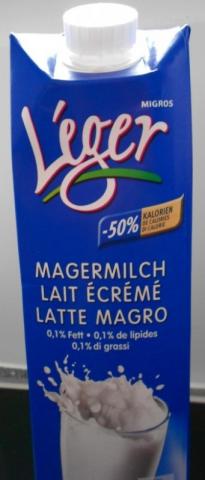 MIGROS
Léger
-50% KALORIEN
DE CALORIES
DI CALORIE
MAGERMILCH
LAIT ÉCRÉMÉ
LATTE MAGRO
0,1% Fett • 0,1% de lipides
0,1% di grassi